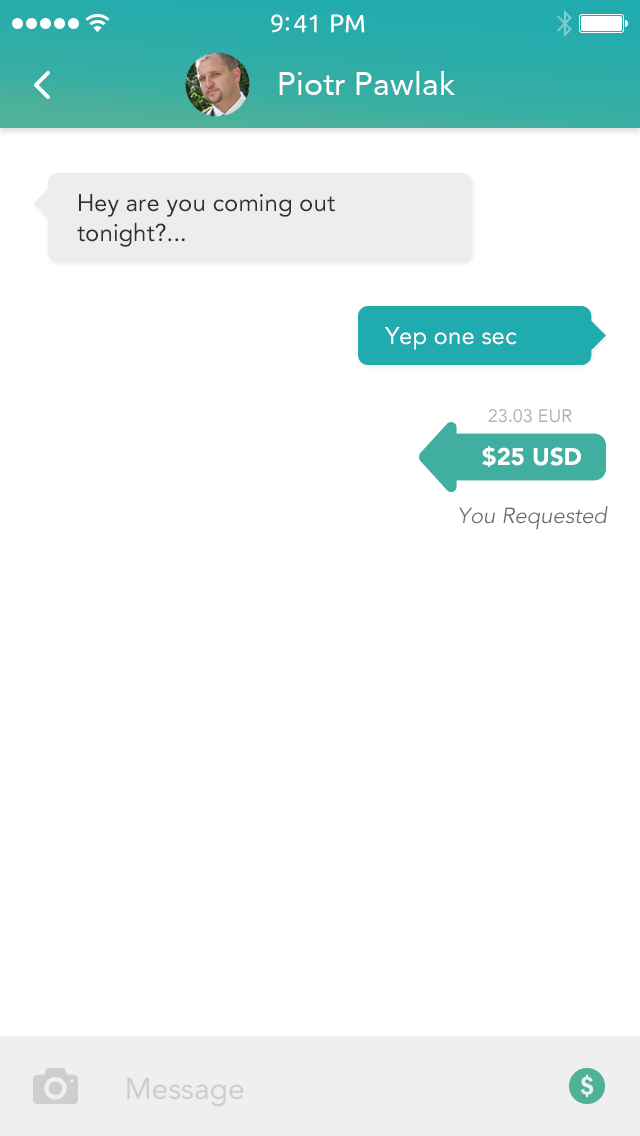 9:41 PM
Piotr Pawlak
Hey are you coming out
tonight?...
Yep one sec
23.03 EUR
$25 USD
You Requested
Message
$